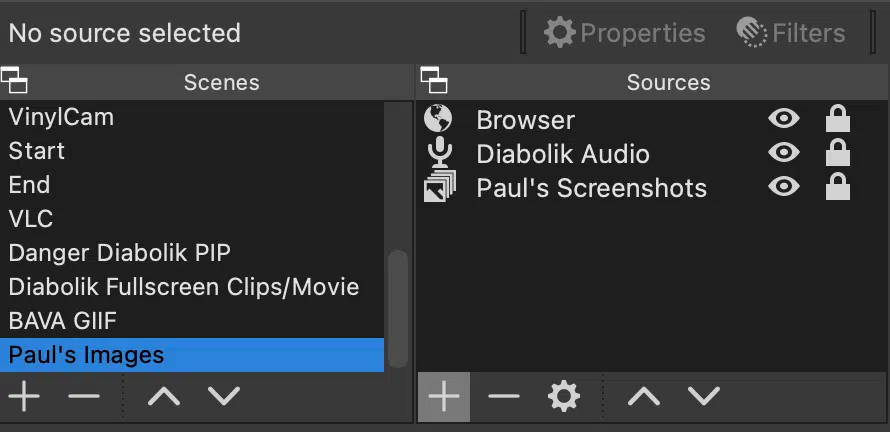 No source selected
Properties
Filters
Scenes
Sources
VinylCam
Start
End
VLC
Danger Diabolik PIP
Diabolik Fullscreen Clips/Movie
BAVA GIIF
Paul's Images
Browser
Diabolik Audio
Paul's Screenshots